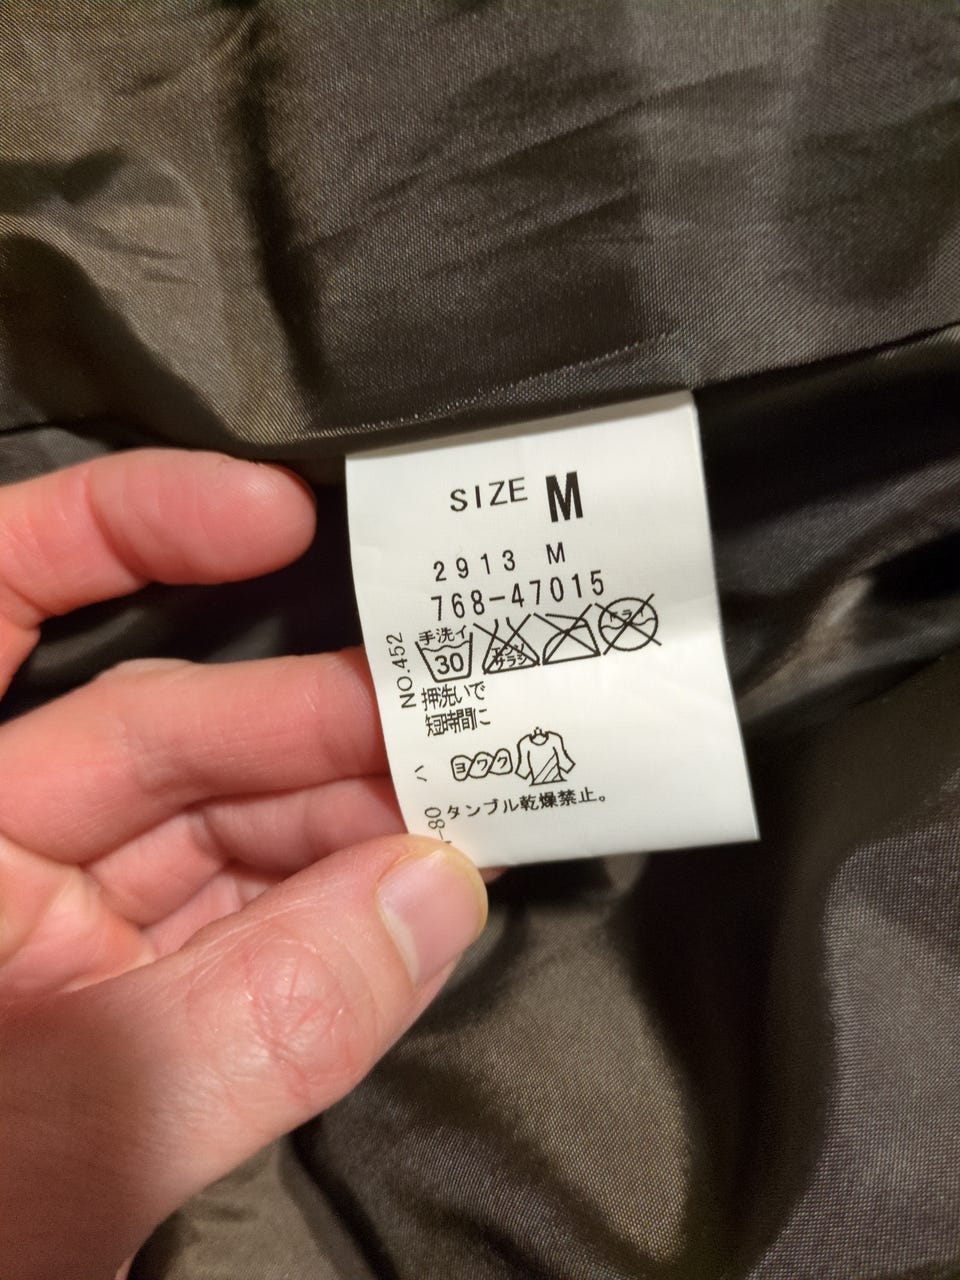 SIZE M
2913 M
768-47015
手洗イ
30
エンソ
サラシ
ドライ
押洗いで
短時間に
ヨワク
タンブル乾燥禁止。
NO.452
-80